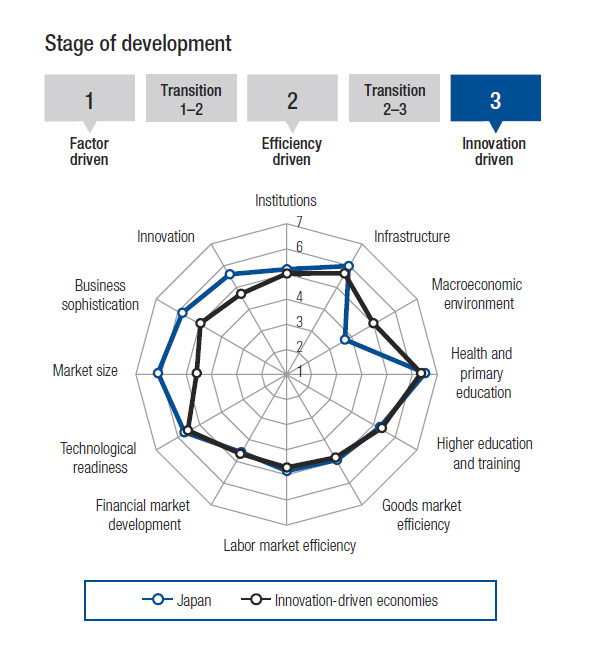 Stage of development
1
Transition
1–2
2
Transition
2–3
3
Factor
driven
Efficiency
driven
Innovation
driven
Institutions
7
6
4
3
2
1
Infrastructure
Macroeconomic
environment
Health and
primary
education
Higher education
and training
Goods market
efficiency
Labor market efficiency
Financial market
development
Technological
readiness
Market size
Business
sophistication
Innovation
Japan
Innovation-driven economies